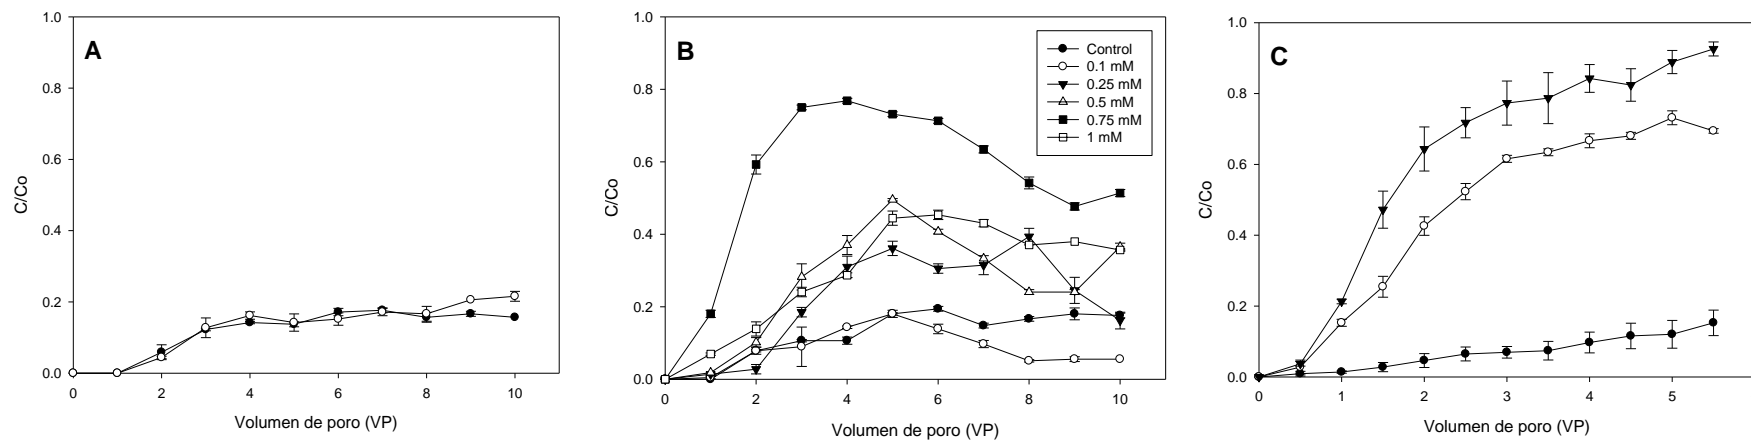 A
1.0
0.8
0.6
0.4
0.2
0.0
C/Co
0 2 4 6 8 10
Volumen de poro (VP)
B
1.0
0.8
0.6
0.4
0.2
0.0
C/Co
Control
0.1 mM
0.25 mM
0.5 mM
0.75 mM
1 mM
0 2 4 6 8 10
Volumen de poro (VP)
C
1.0
0.8
0.6
0.4
0.2
0.0
C/Co
0 1 2 3 4 5
Volumen de poro (VP)